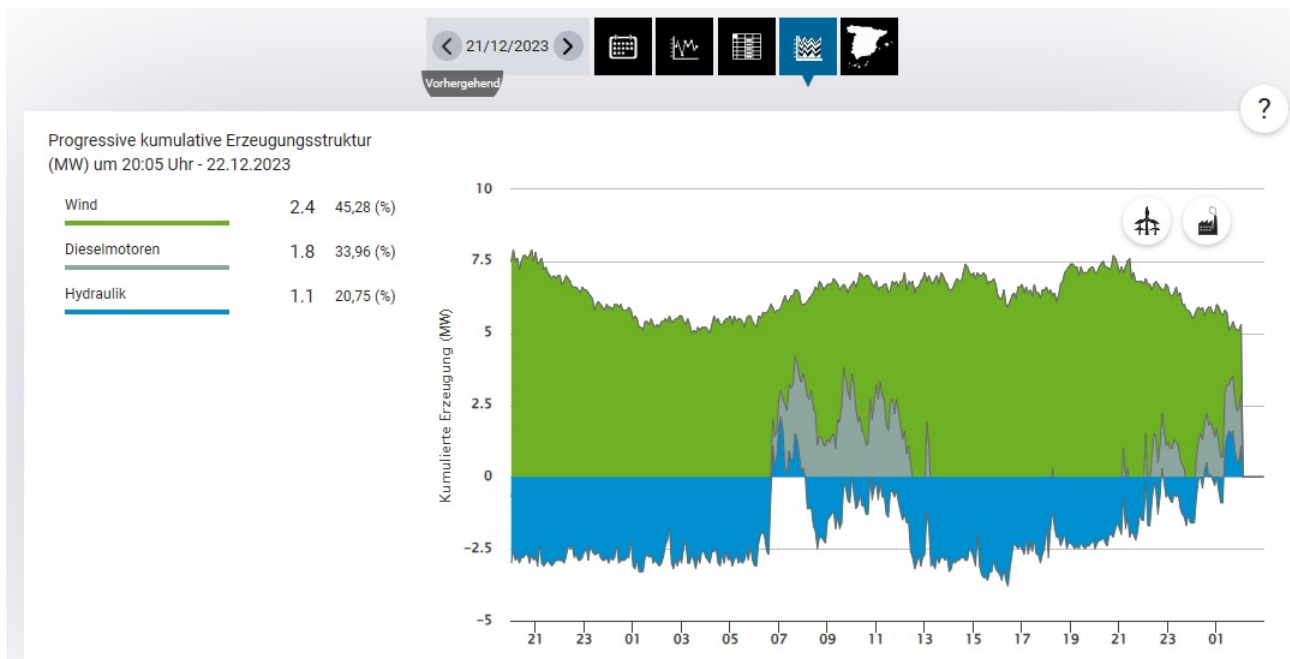 21/12/2023
Vorhergehend
?
Progressive kumulative Erzeugungsstruktur
(MW) um 20:05 Uhr - 22.12.2023
Wind 2.4 45,28 (%)
Dieselmotoren 1.8 33,96 (%)
Hydraulik 1.1 20,75 (%)
Kumulierte Erzeugung (MW)
10
7.5
5
2.5
0
−2.5
−5
21 23 01 03 05 07 09 11 13 15 17 19 21 23 01